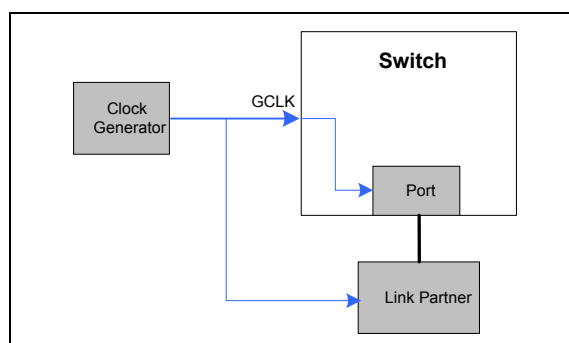 Switch
Clock
Generator
GCLK
Port
Link Partner